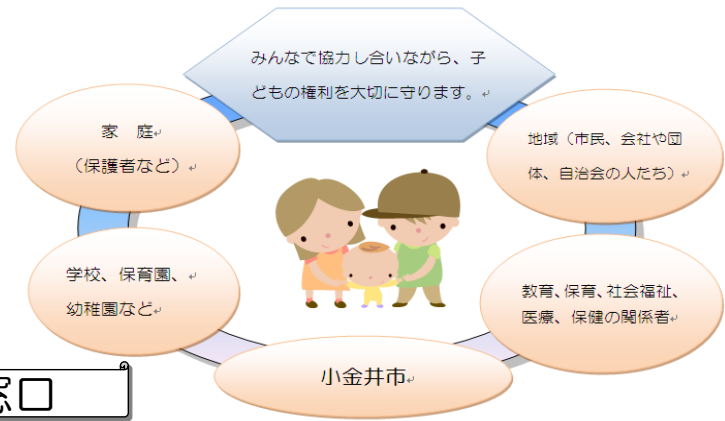 みんなで協力し合いながら、子
どもの権利を大切に守ります。
家　庭
（保護者など）
地域（市民、会社や団
体、自治会の人たち）
学校、保育園、
幼稚園など
教育、保育、社会福祉、
医療、保健の関係者
小金井市
窓口